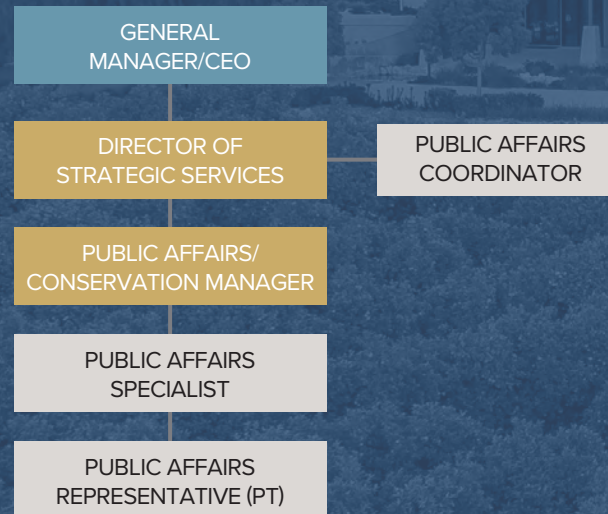 GENERAL
MANAGER/CEO
DIRECTOR OF
STRATEGIC SERVICES
PUBLIC AFFAIRS
COORDINATOR
PUBLIC AFFAIRS/
CONSERVATION MANAGER
PUBLIC AFFAIRS
SPECIALIST
PUBLIC AFFAIRS
REPRESENTATIVE (PT)